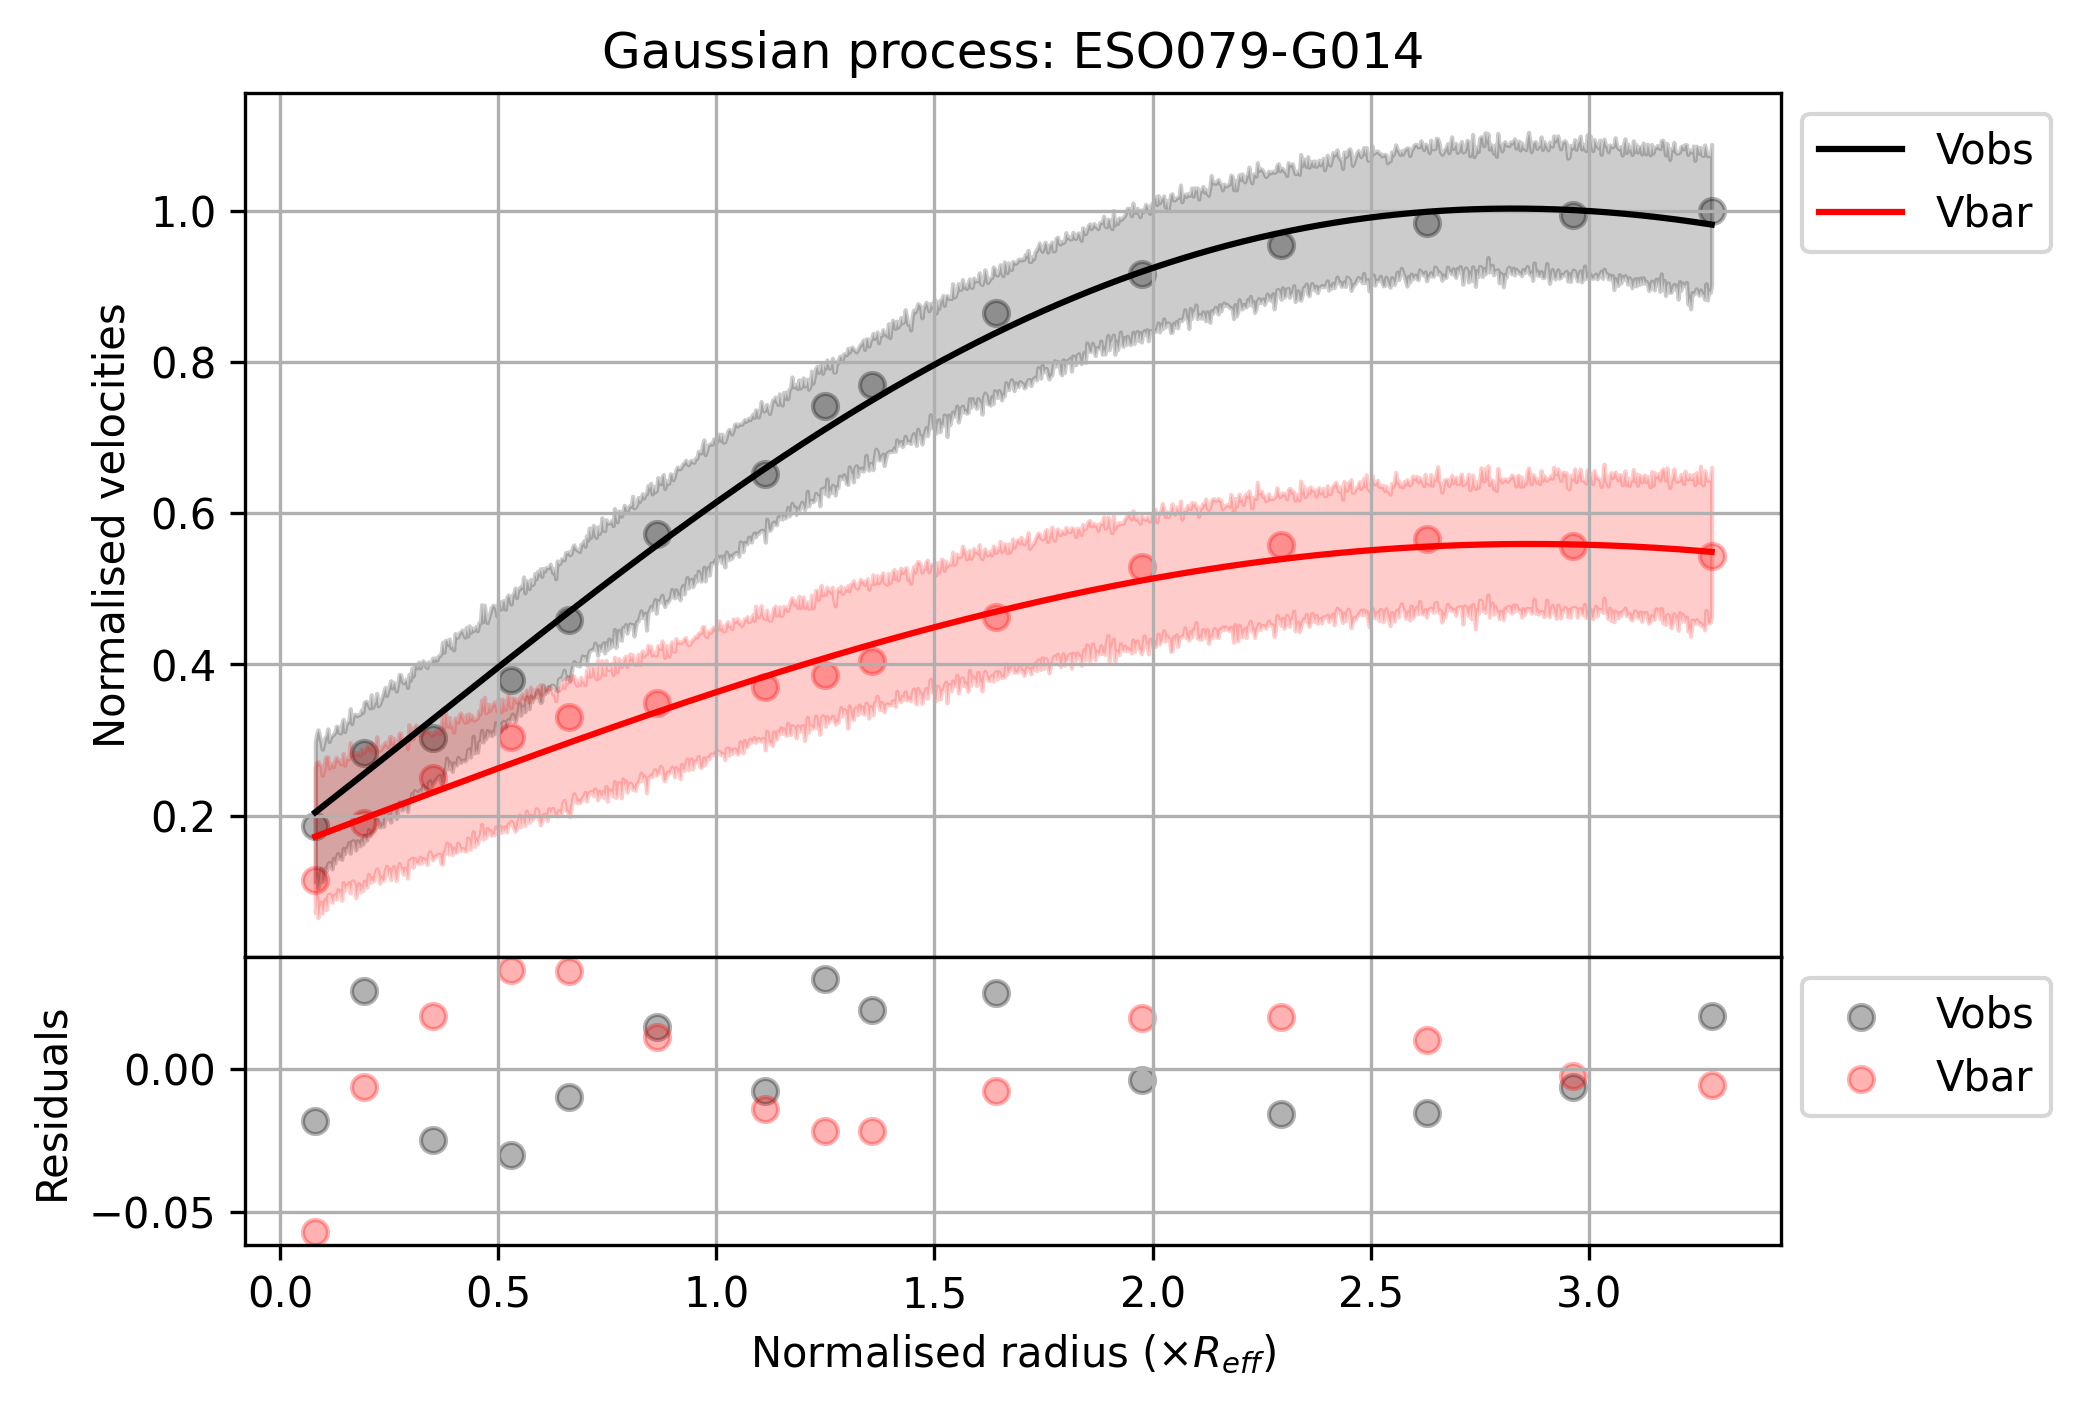 Gaussian process: ESO079-G014
Normalised velocities
1.0
0.8
0.6
0.4
0.2
Vobs
Vbar
Residuals
0.00
−0.05
Vobs
Vbar
0.0 0.5 1.0 1.5 2.0 2.5 3.0
Normalised radius (×R_eff)